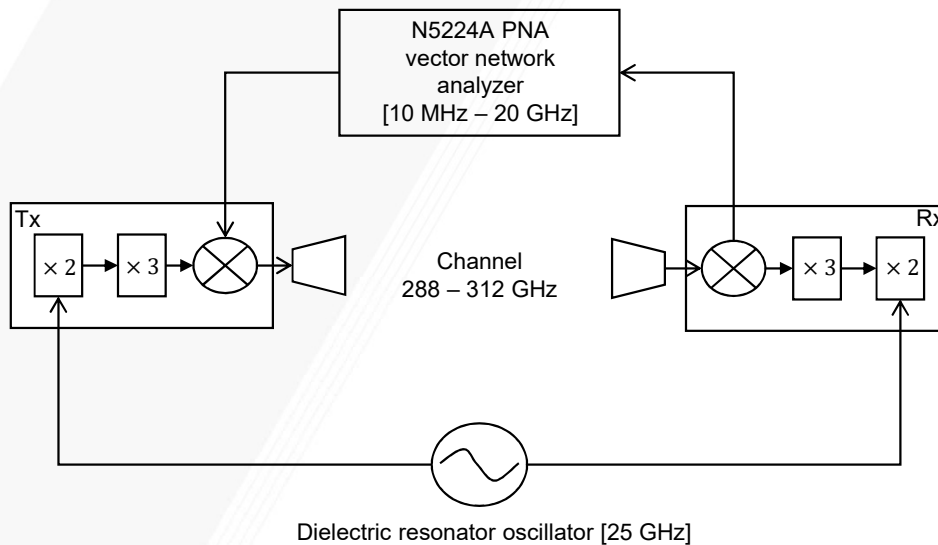 N5224A PNA
vector network
analyzer
[10 MHz – 20 GHz]
Tx
× 2
× 3
Channel
288 – 312 GHz
Rx
× 3
× 2
Dielectric resonator oscillator [25 GHz]